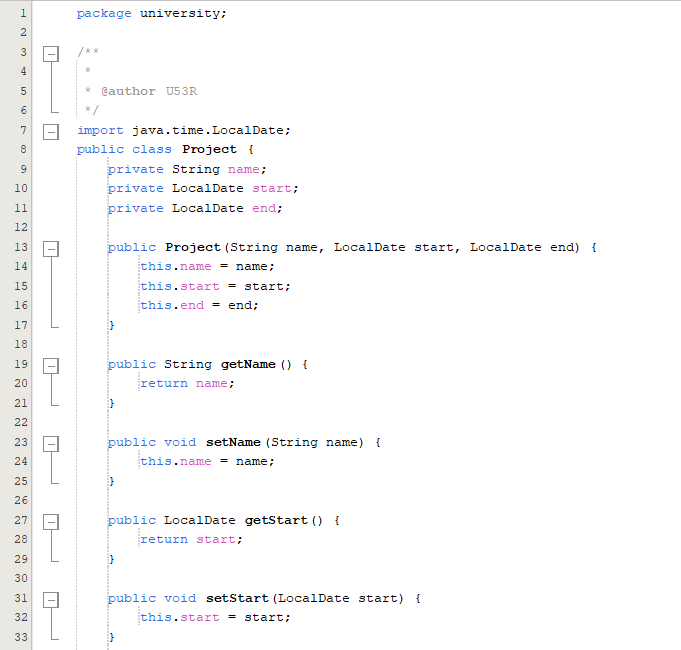 1 package university;
2
3 /**
4 *
5 * @author U53R
6 */
7 import java.time.LocalDate;
8 public class Project {
9 private String name;
10 private LocalDate start;
11 private LocalDate end;
12
13 public Project(String name, LocalDate start, LocalDate end) {
14 this.name = name;
15 this.start = start;
16 this.end = end;
17 }
18
19 public String getName() {
20 return name;
21 }
22
23 public void setName(String name) {
24 this.name = name;
25 }
26
27 public LocalDate getStart() {
28 return start;
29 }
30
31 public void setStart(LocalDate start) {
32 this.start = start;
33 }